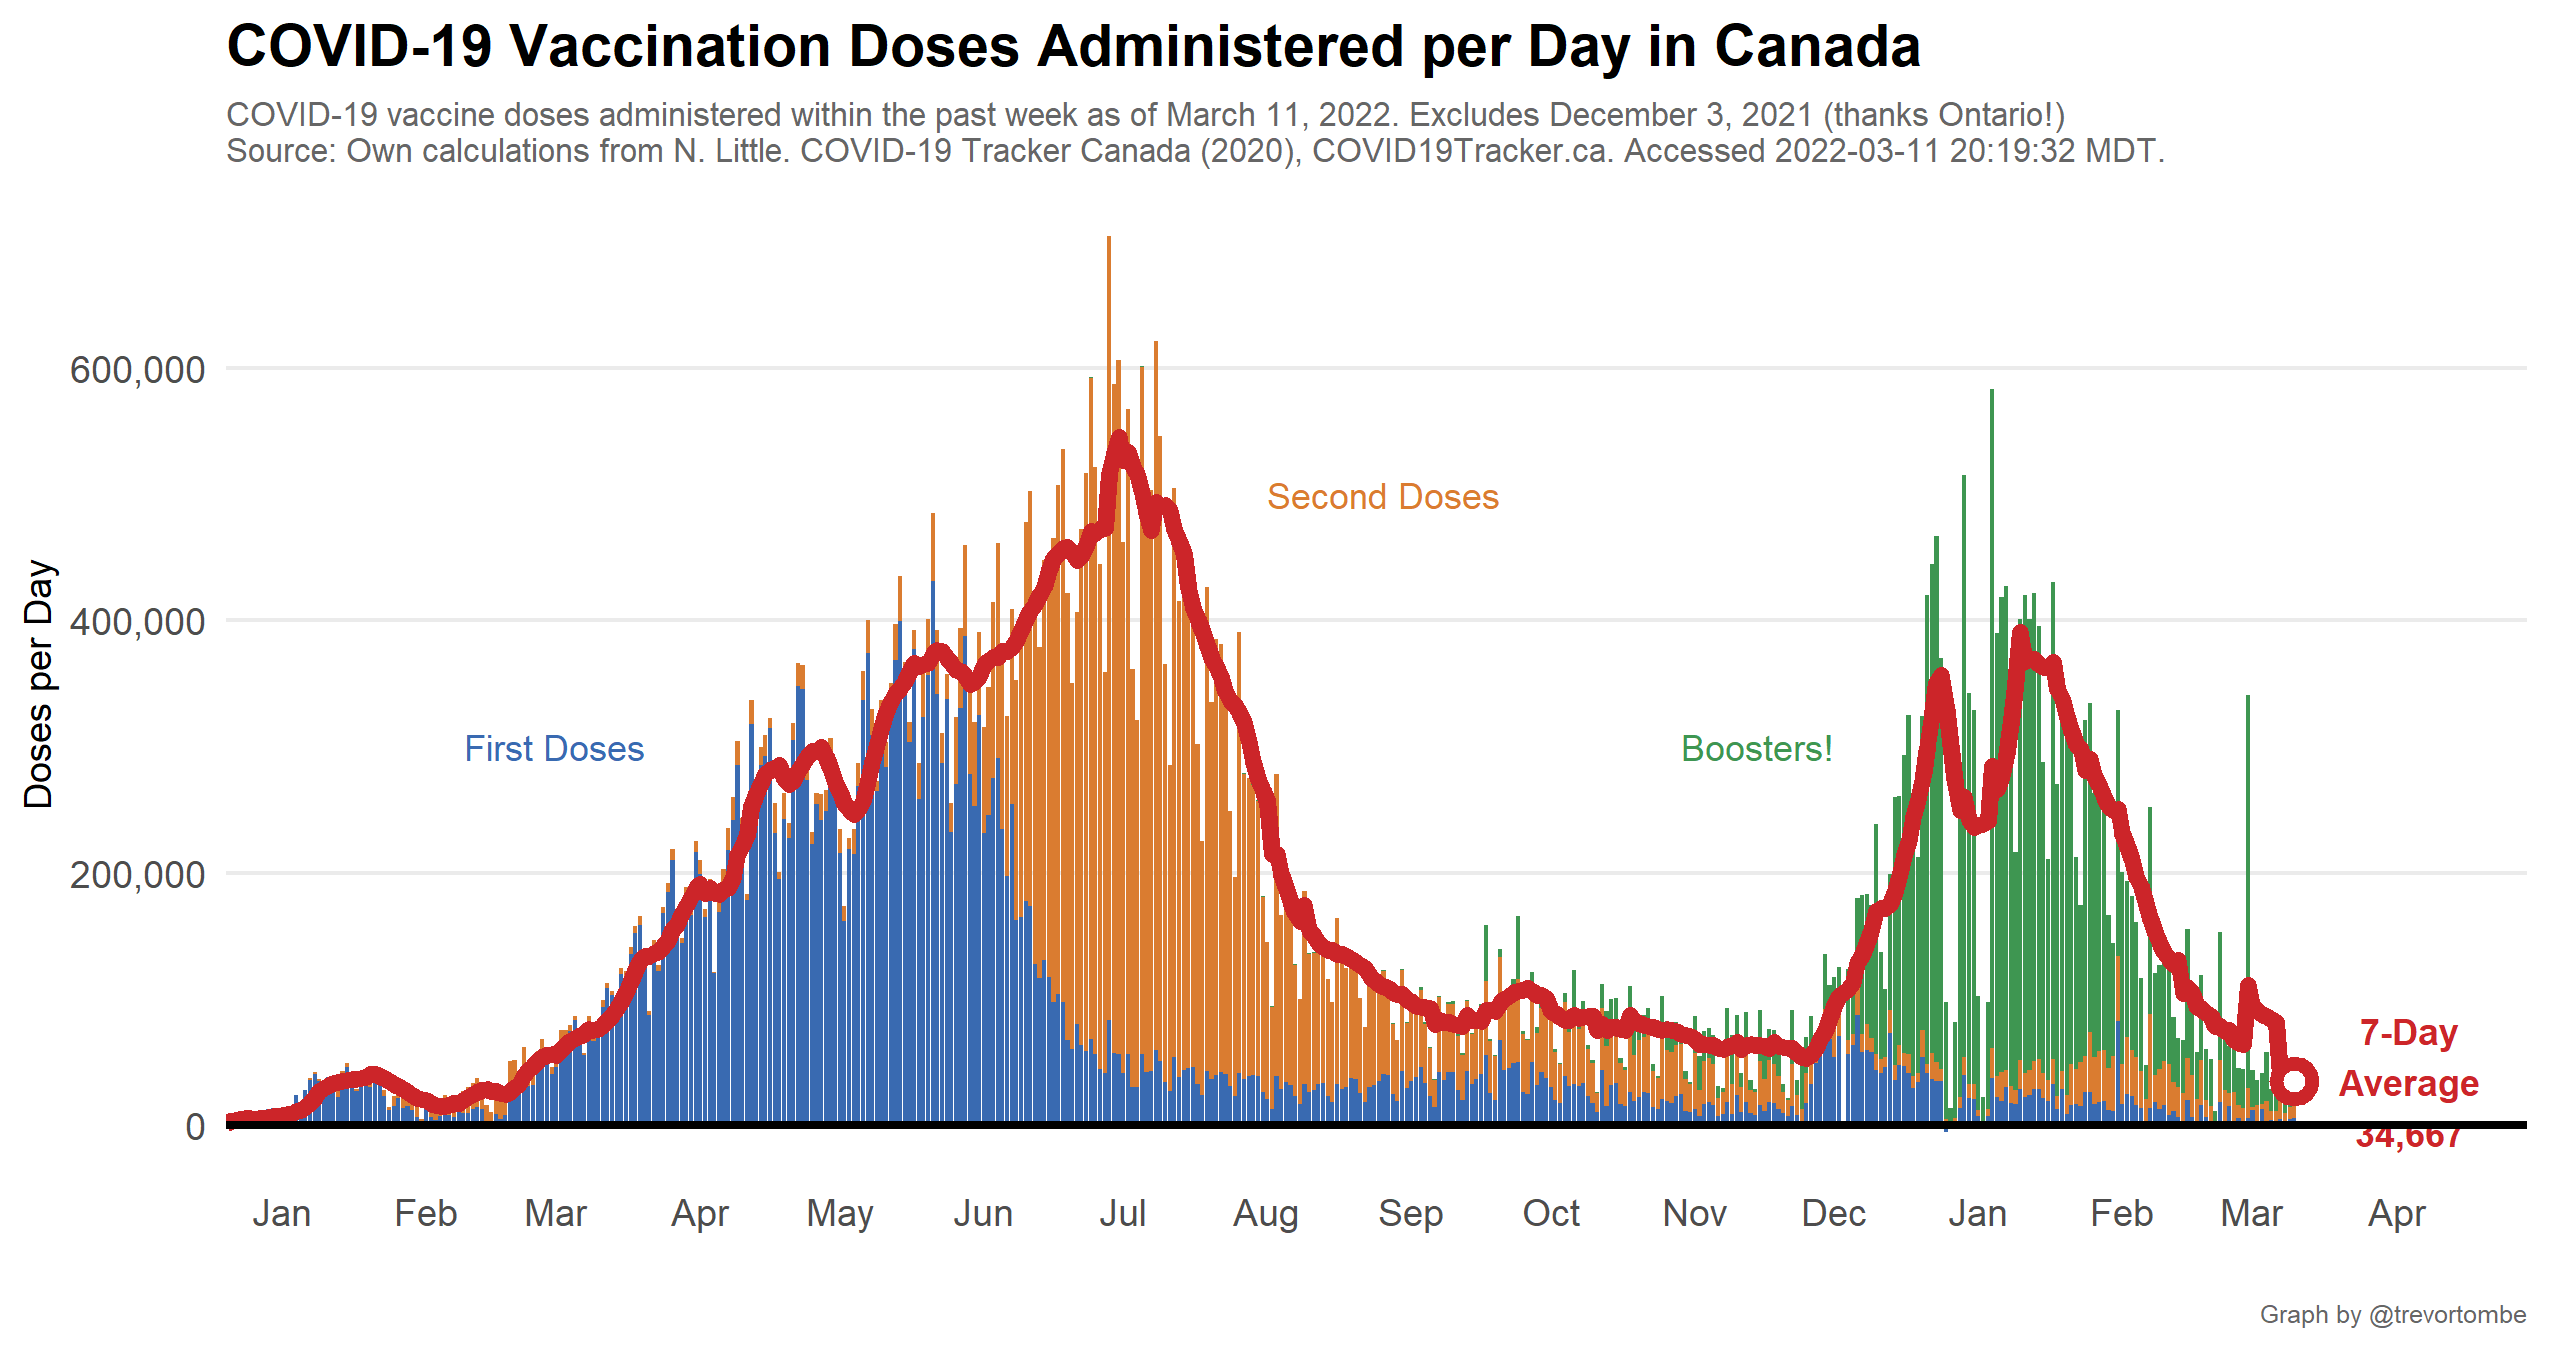 COVID-19 Vaccination Doses Administered per Day in Canada
COVID-19 vaccine doses administered within the past week as of March 11, 2022. Excludes December 3, 2021 (thanks Ontario!)
Source: Own calculations from N. Little. COVID-19 Tracker Canada (2020), COVID19Tracker.ca. Accessed 2022-03-11 20:19:32 MDT.
Doses per Day
600,000
400,000
200,000
0
First Doses
Second Doses
Boosters!
7-Day
Average
34,667
Jan Feb Mar Apr May Jun Jul Aug Sep Oct Nov Dec Jan Feb Mar Apr
Graph by @trevortombe